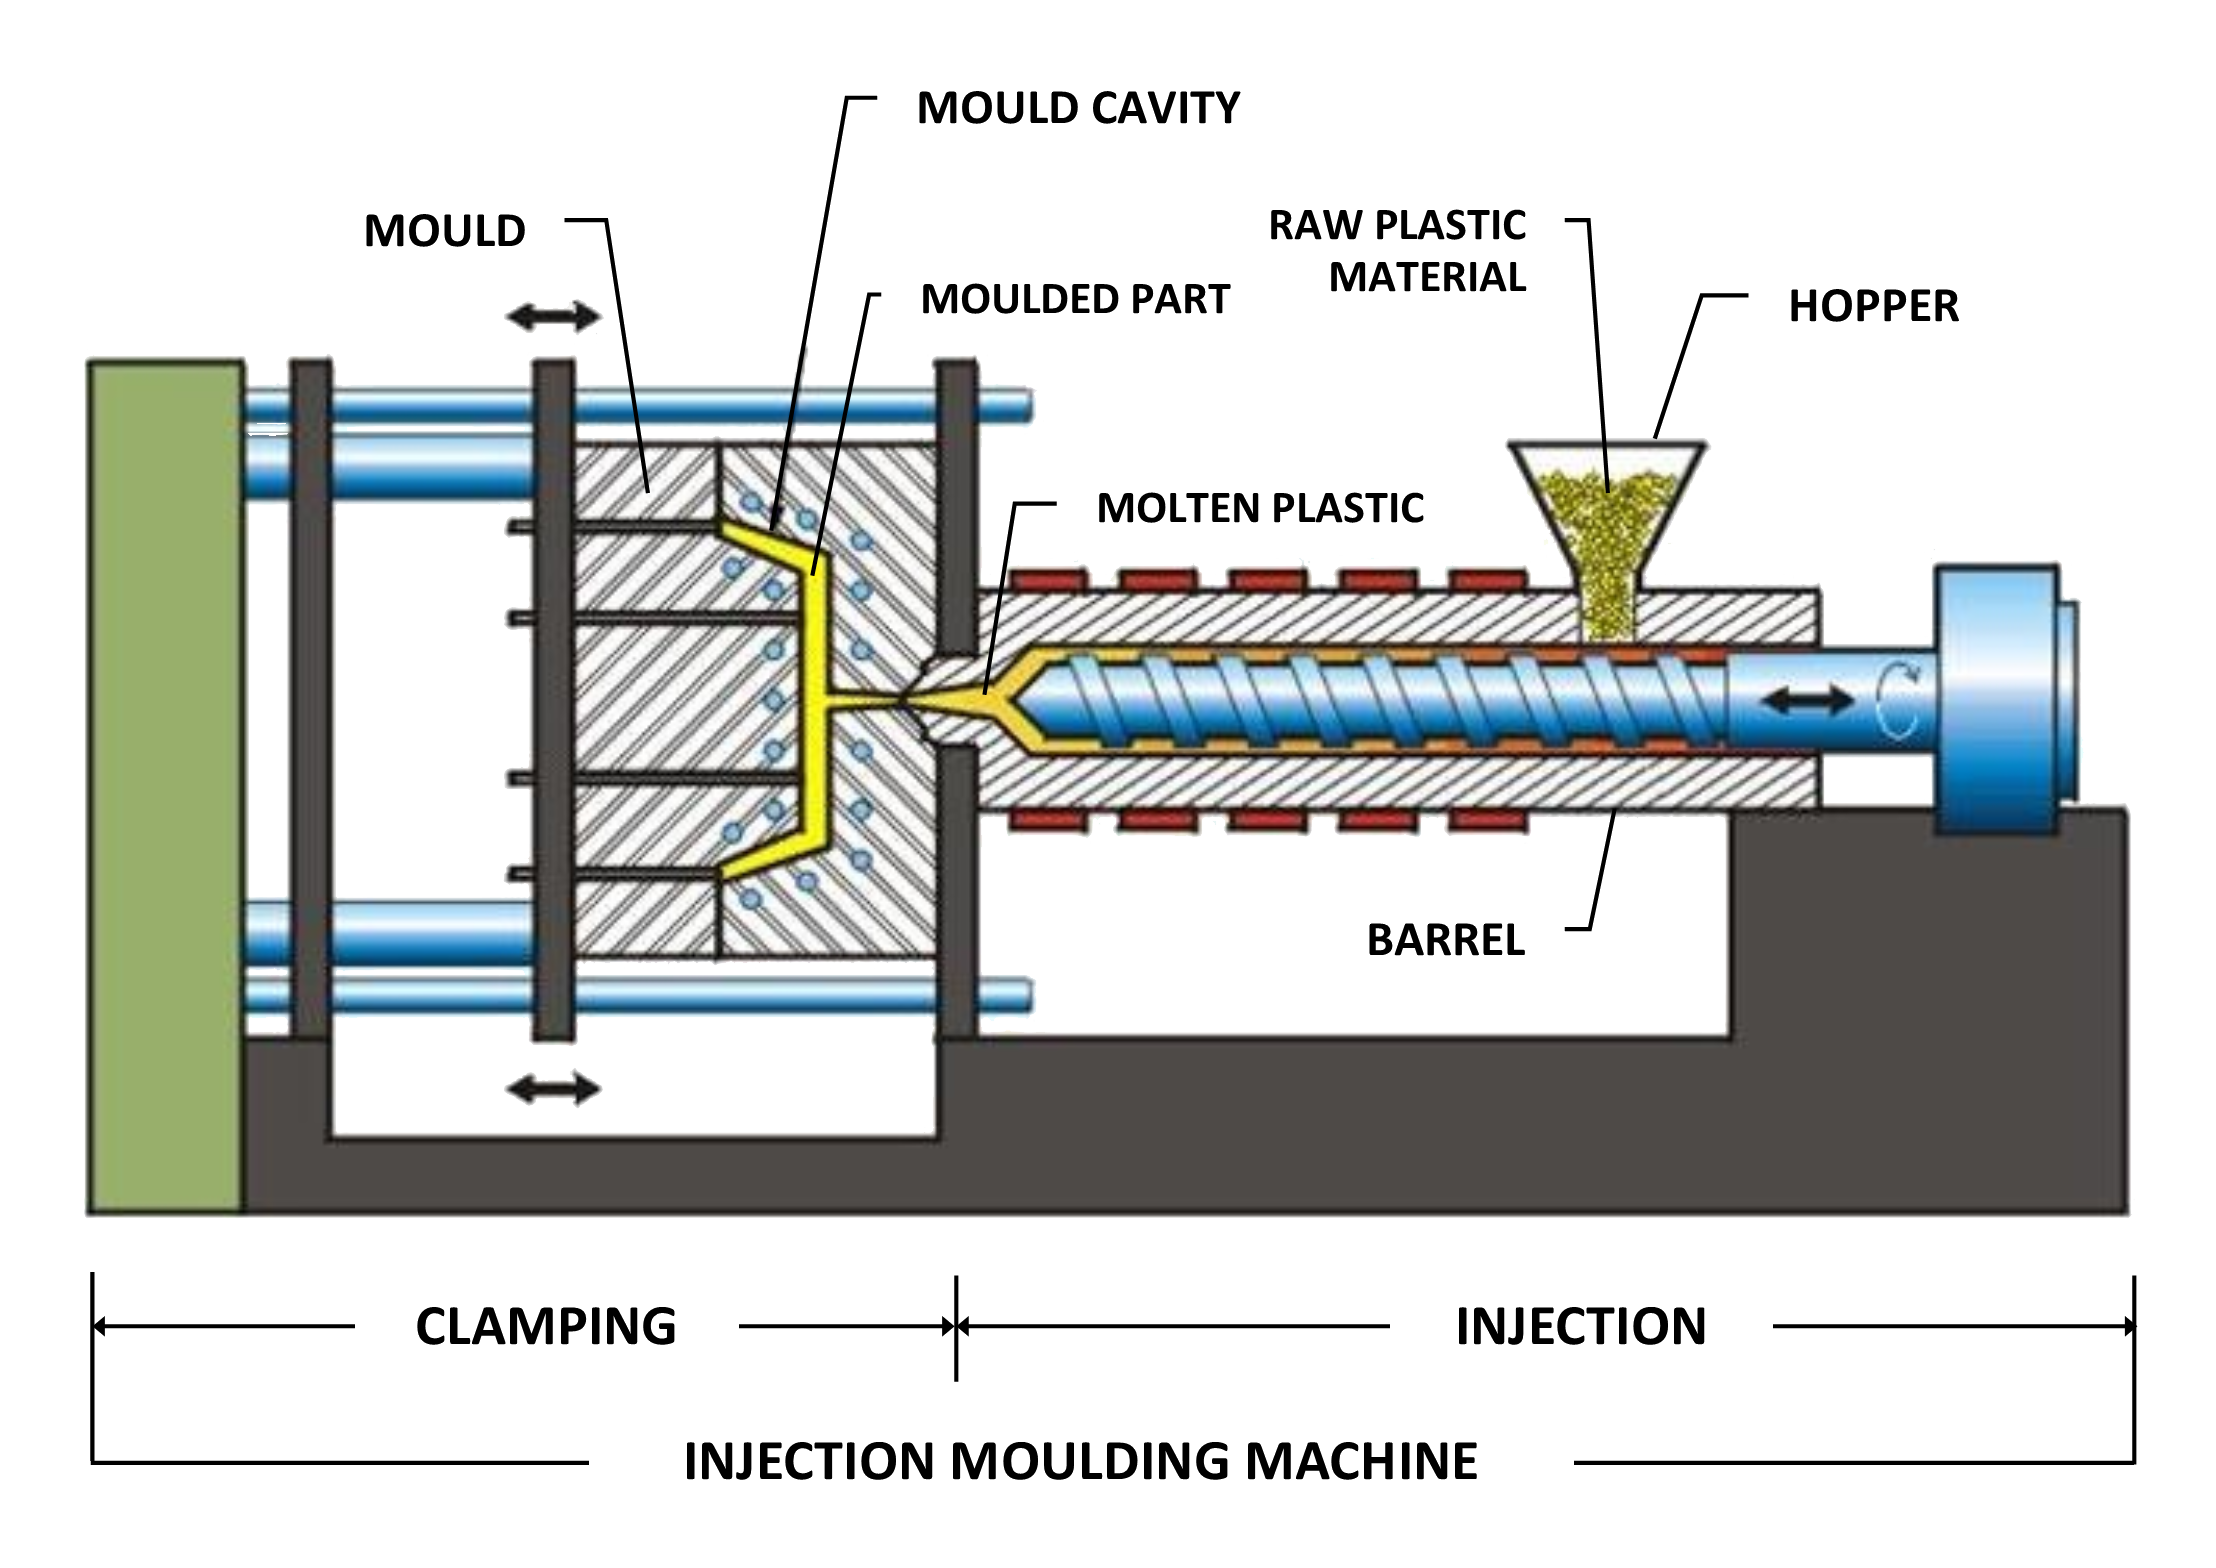 MOULD CAVITY
MOULD
RAW PLASTIC
MATERIAL
MOULDED PART
HOPPER
MOLTEN PLASTIC
BARREL
CLAMPING
INJECTION
INJECTION MOULDING MACHINE